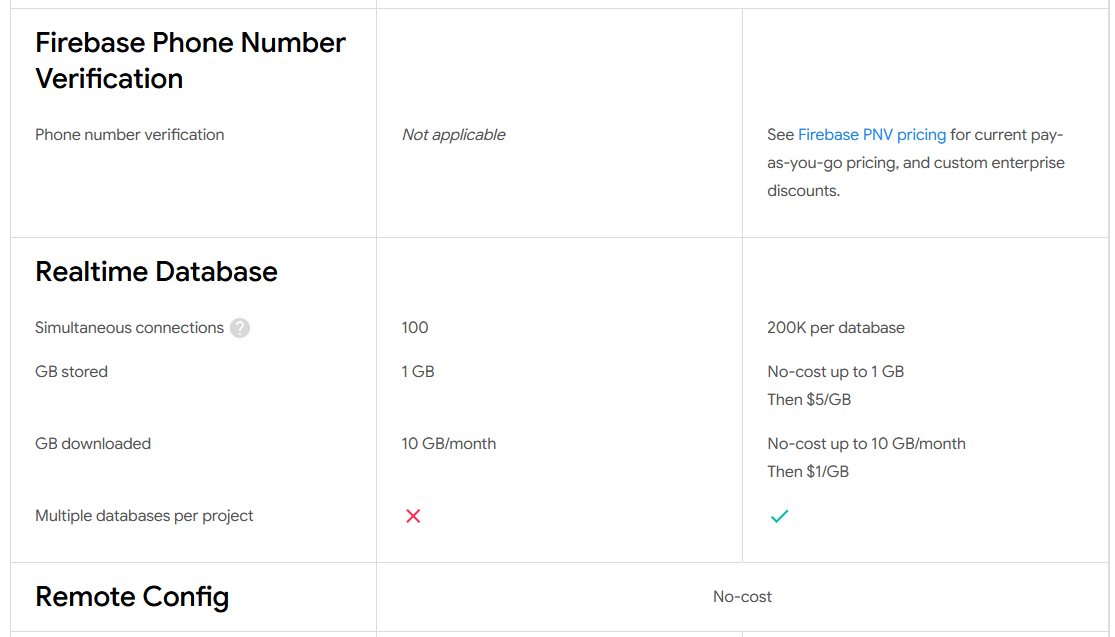 Firebase Phone Number
Verification
Phone number verification
Not applicable
See Firebase PNV pricing for current pay-
as-you-go pricing, and custom enterprise
discounts.
Realtime Database
Simultaneous connections ?
100
200K per database
GB stored
1 GB
No-cost up to 1 GB
Then $5/GB
GB downloaded
10 GB/month
No-cost up to 10 GB/month
Then $1/GB
Multiple databases per project
Remote Config
No-cost